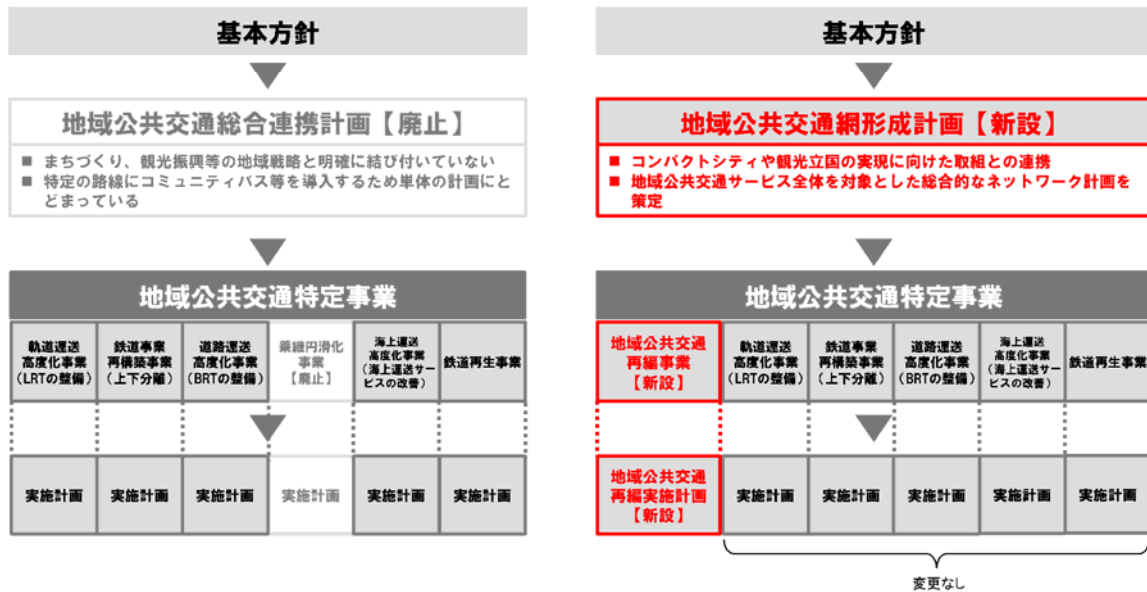 基本方針
地域公共交通総合連携計画【廃止】
■ まちづくり、観光振興等の地域戦略と明確に結び付いていない
■ 特定の路線にコミュニティバス等を導入するため単体の計画にと
どまっている
地域公共交通特定事業
軌道運送
高度化事業
(LRTの整備)
鉄道事業
再構築事業
(上下分離)
道路運送
高度化事業
(BRTの整備)
乗継円滑化
事業
【廃止】
海上運送
高度化事業
(海上運送サー
ビスの改善)
鉄道再生事業
実施計画
実施計画
実施計画
実施計画
実施計画
実施計画
基本方針
地域公共交通網形成計画【新設】
■ コンパクトシティや観光立国の実現に向けた取組との連携
■ 地域公共交通サービス全体を対象とした総合的なネットワーク計画を
策定
地域公共交通特定事業
地域公共交通
再編事業
【新設】
軌道運送
高度化事業
(LRTの整備)
鉄道事業
再構築事業
(上下分離)
道路運送
高度化事業
(BRTの整備)
海上運送
高度化事業
(海上運送サー
ビスの改善)
鉄道再生事業
地域公共交通
再編実施計画
【新設】
実施計画
実施計画
実施計画
実施計画
実施計画
変更なし